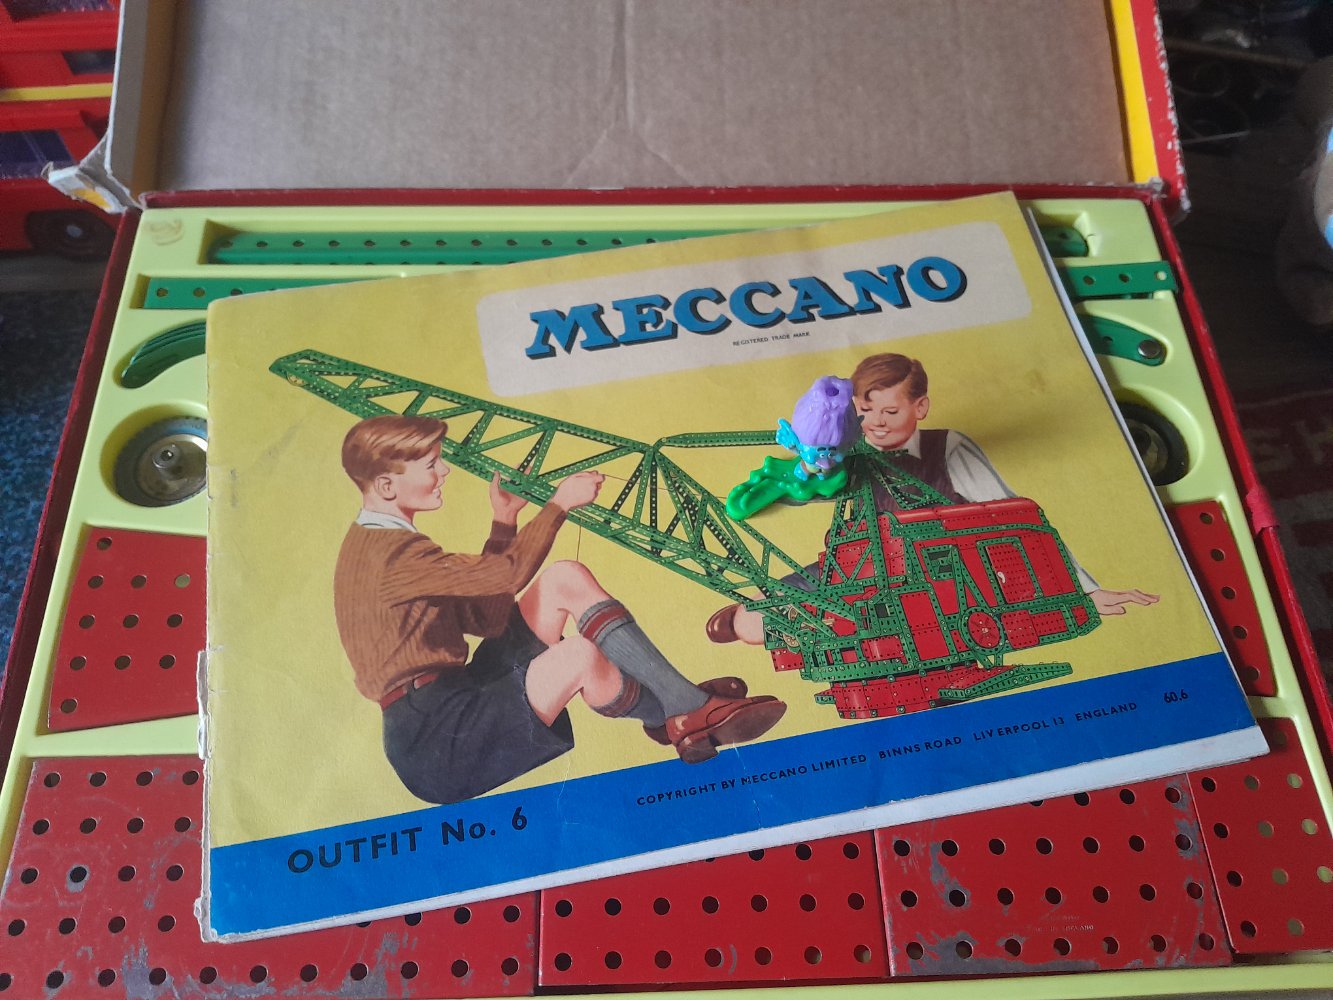 MECCANO
REGISTERED TRADE MARK
OUTFIT No. 6
COPYRIGHT BY MECCANO LIMITED BINNS ROAD LIVERPOOL 13 ENGLAND
60.6